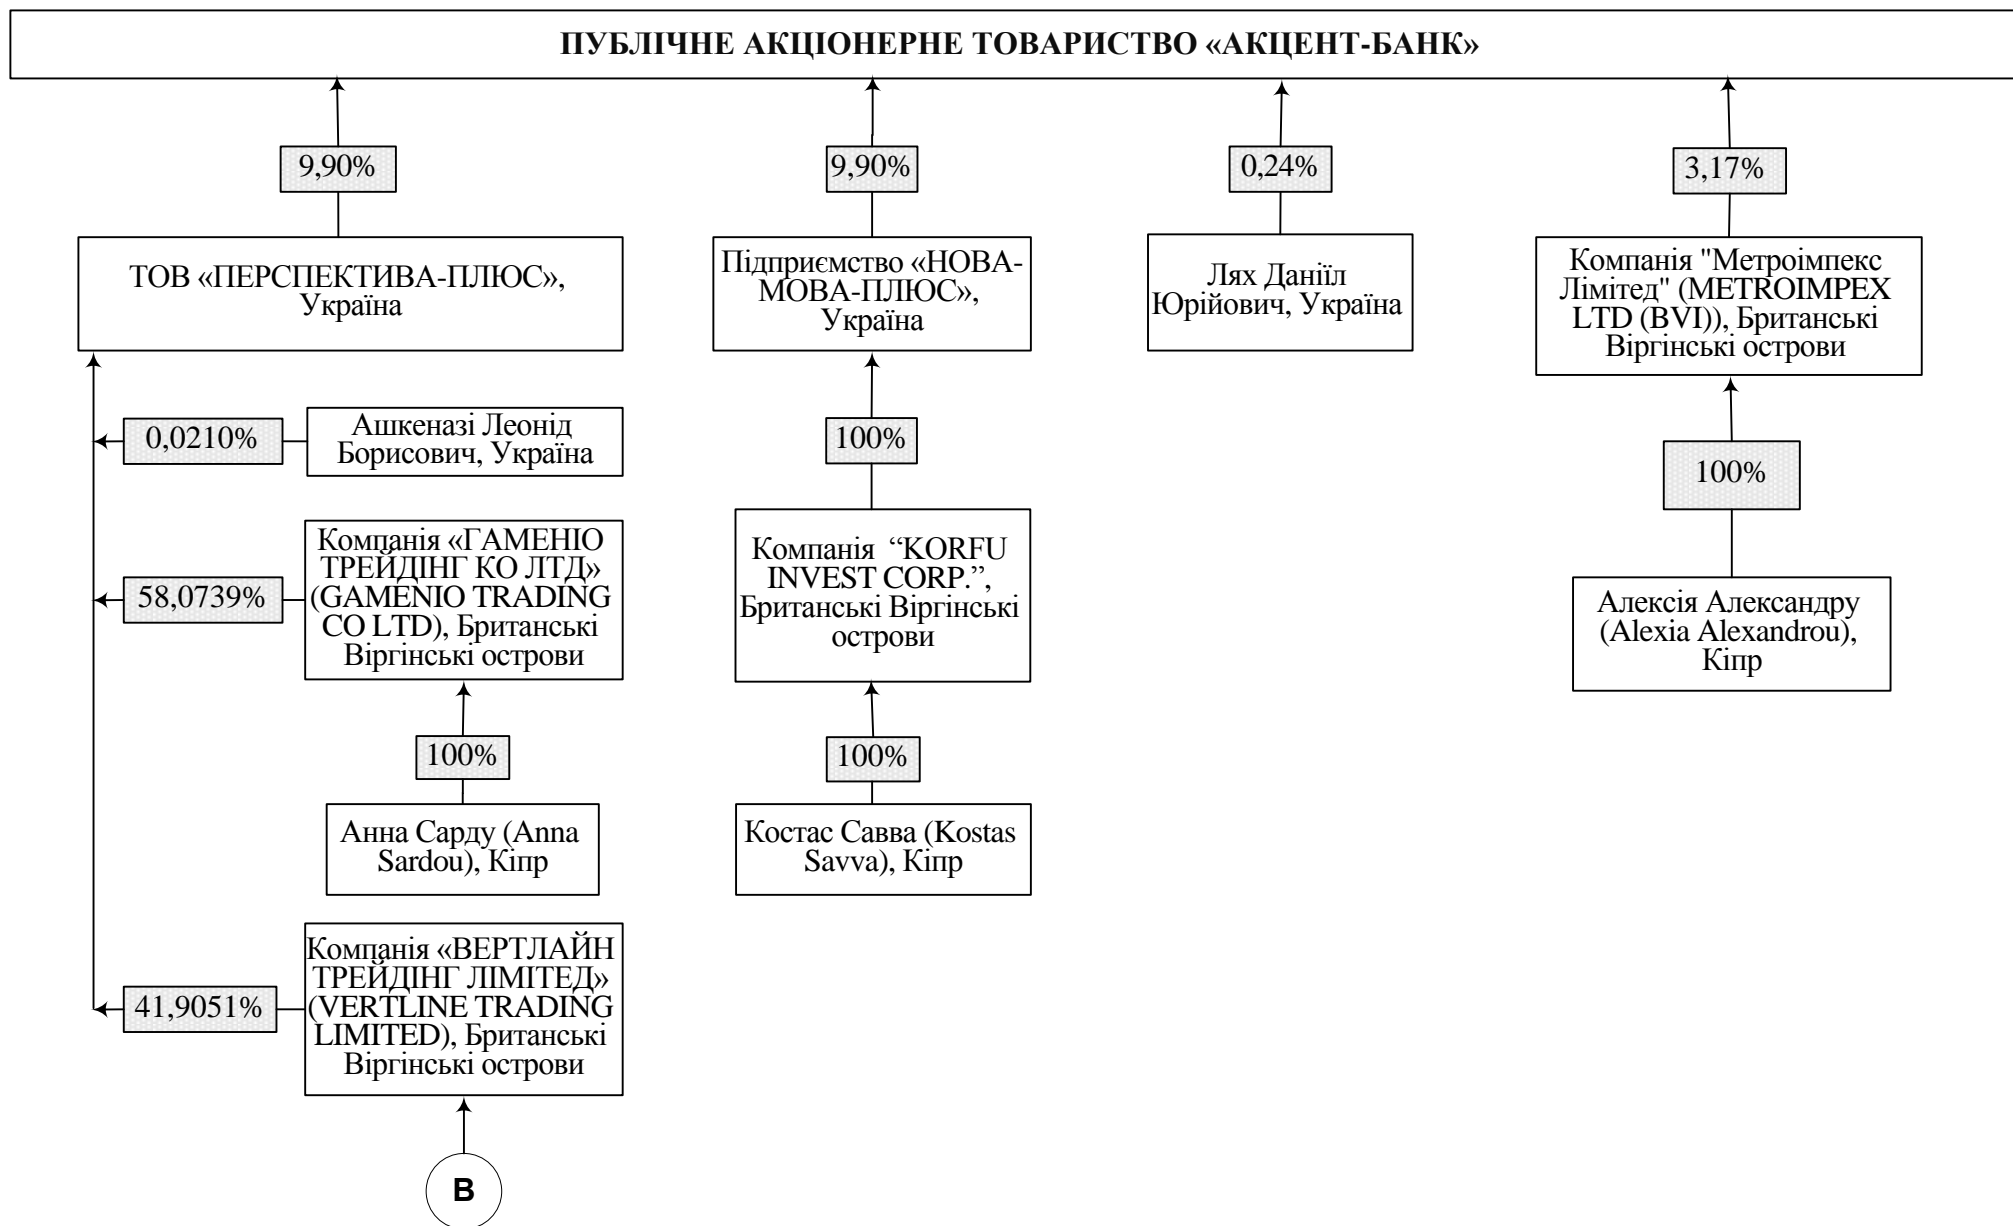 ПУБЛІЧНЕ АКЦІОНЕРНЕ ТОВАРИСТВО «АКЦЕНТ-БАНК»
9,90%
9,90%
0,24%
3,17%
ТОВ «ПЕРСПЕКТИВА-ПЛЮС»,
Україна
Підприємство «НОВА-
МОВА-ПЛЮС»,
Україна
Лях Данiїл
Юрійович, Україна
Компанія "Метроімпекс
Лімітед" (METROIMPEX
LTD (BVI)), Британські
Віргінські острови
0,0210%
Ашкеназі Леонід
Борисович, Україна
100%
100%
58,0739%
Компанія «ГАМЕНІО
ТРЕЙДІНГ КО ЛТД»
(GAMENIO TRADING
CO LTD), Британські
Віргінські острови
Компанія “KORFU
INVEST CORP.”,
Британські Віргінські
острови
Алексія Александру
(Alexia Alexandrou),
Кіпр
100%
100%
Анна Сарду (Anna
Sardou), Кіпр
Костас Савва (Kostas
Savva), Кіпр
41,9051%
Компанія «ВЕРТЛАЙН
ТРЕЙДІНГ ЛІМІТЕД»
(VERTLINE TRADING
LIMITED), Британські
Віргінські острови
В